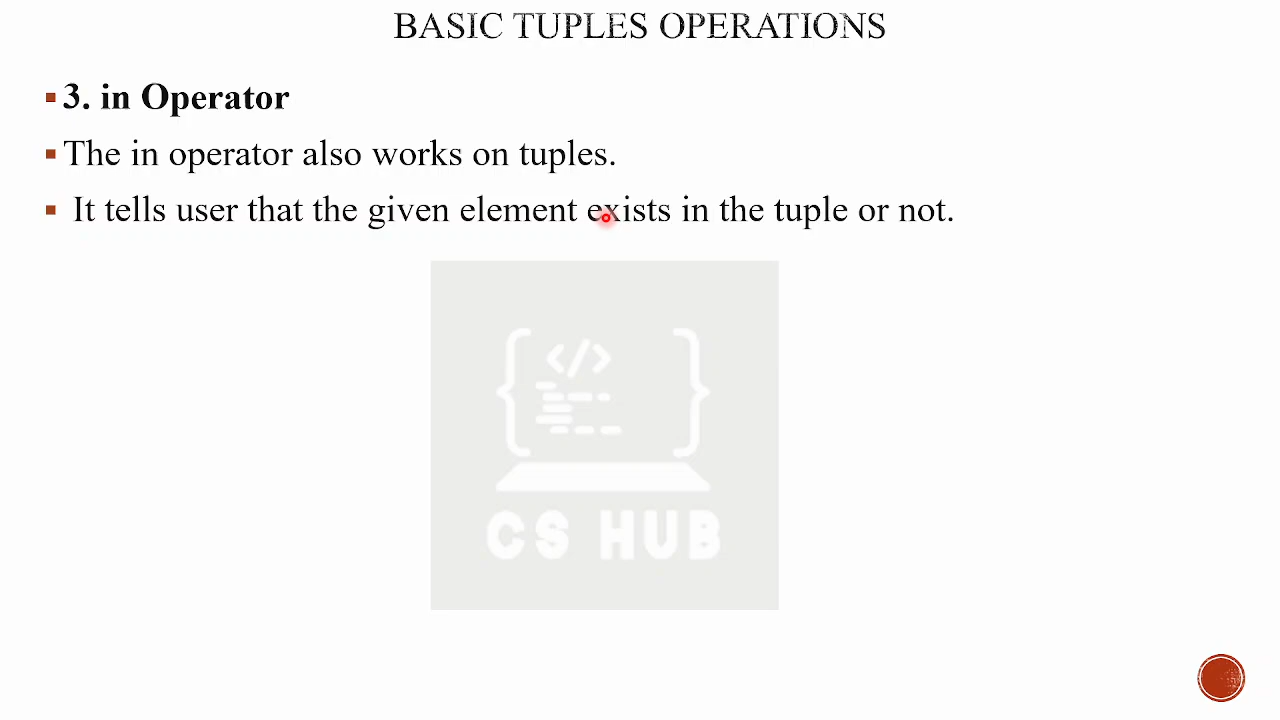 BASIC TUPLES OPERATIONS
3. in Operator
The in operator also works on tuples.
It tells user that the given element exists in the tuple or not.
</>
CS HUB